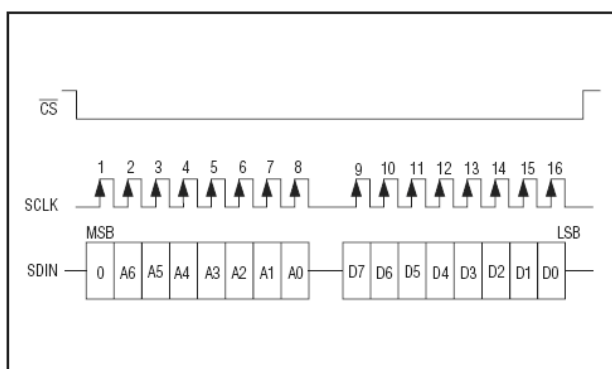 CS
1 2 3 4 5 6 7 8 9 10 11 12 13 14 15 16
SCLK
MSB LSB
SDIN 0 A6 A5 A4 A3 A2 A1 A0 D7 D6 D5 D4 D3 D2 D1 D0